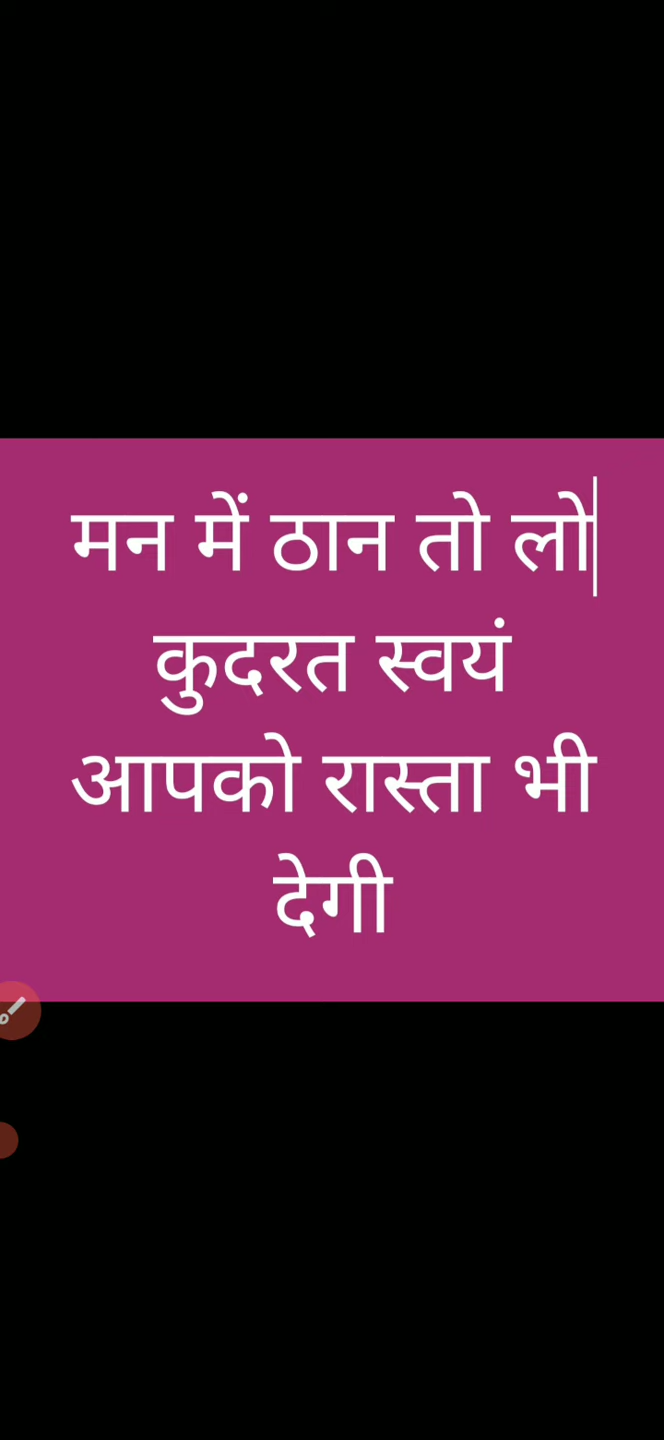 मन में ठान तो लो
कुदरत स्वयं
आपको रास्ता भी
देगी